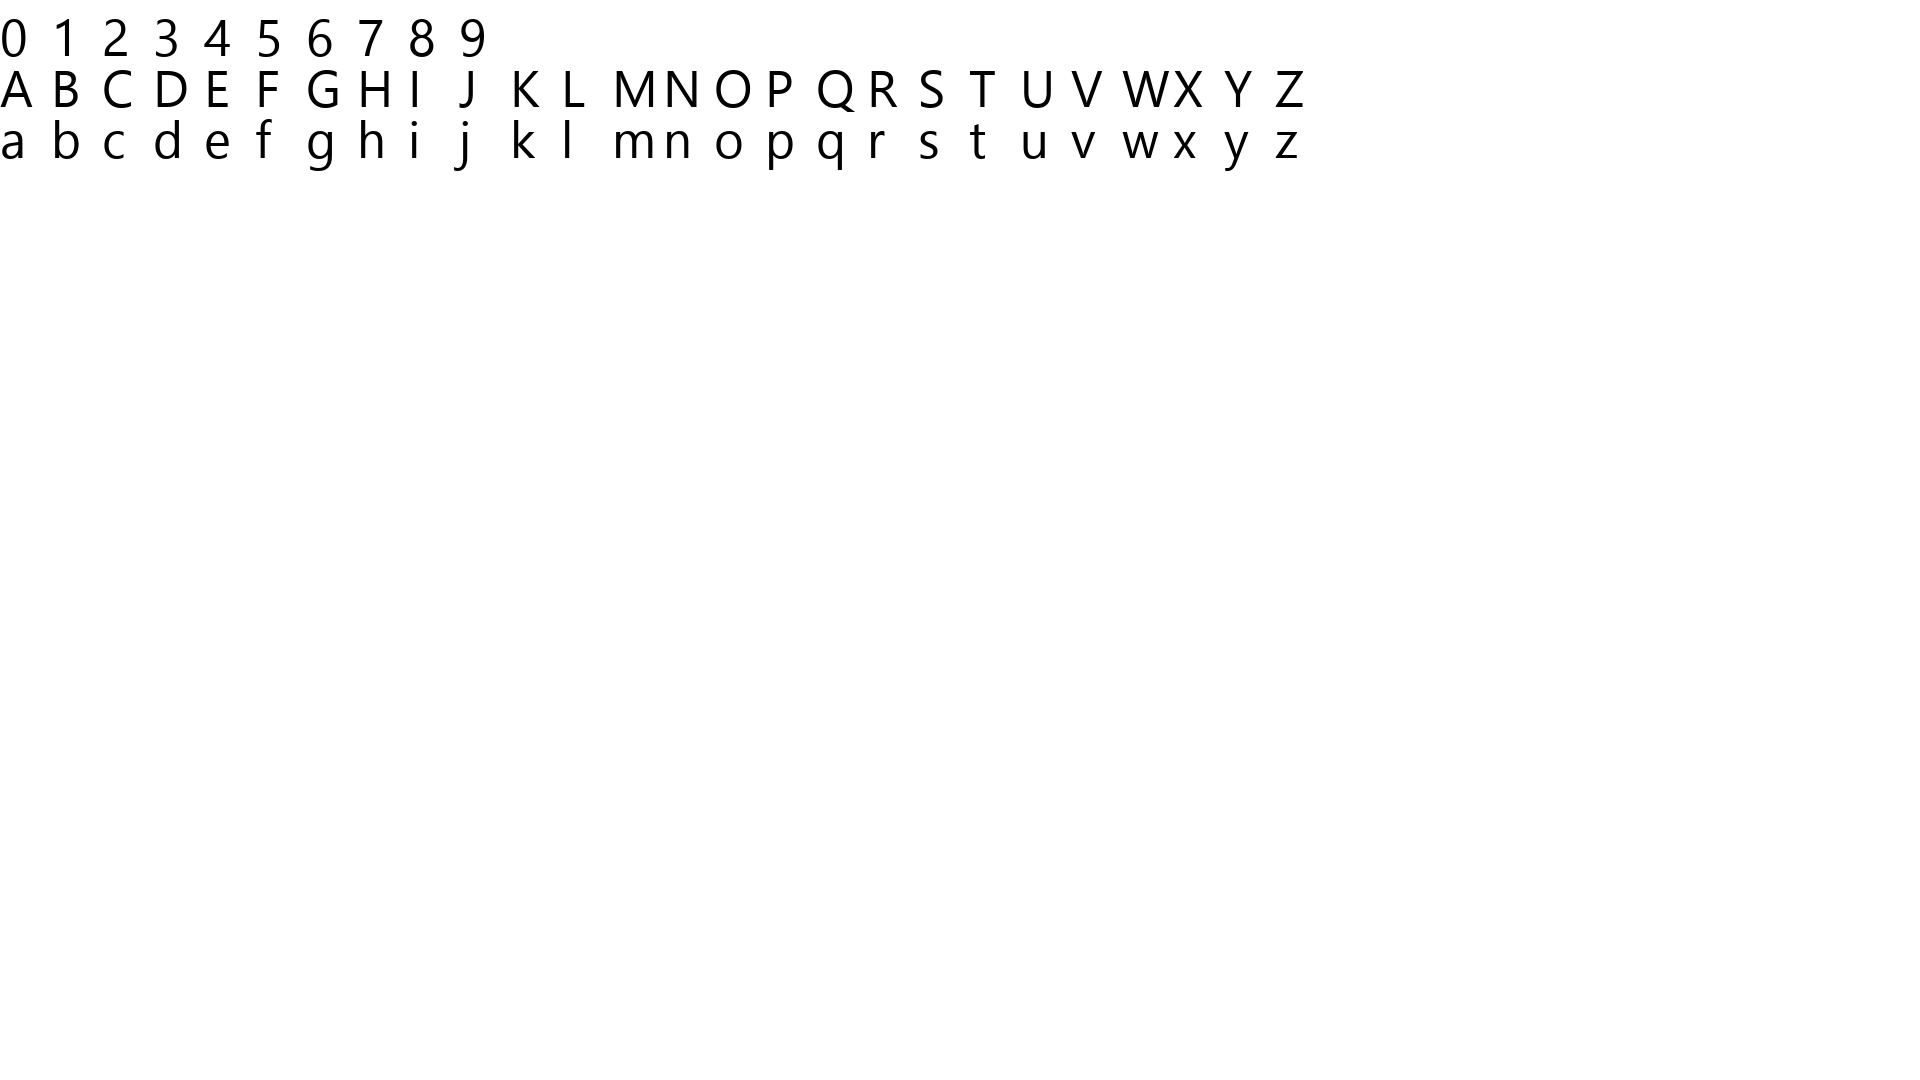 0 1 2 3 4 5 6 7 8 9
A B C D E F G H I J K L M N O P Q R S T U V W X Y Z
a b c d e f g h i j k l m n o p q r s t u v w x y z